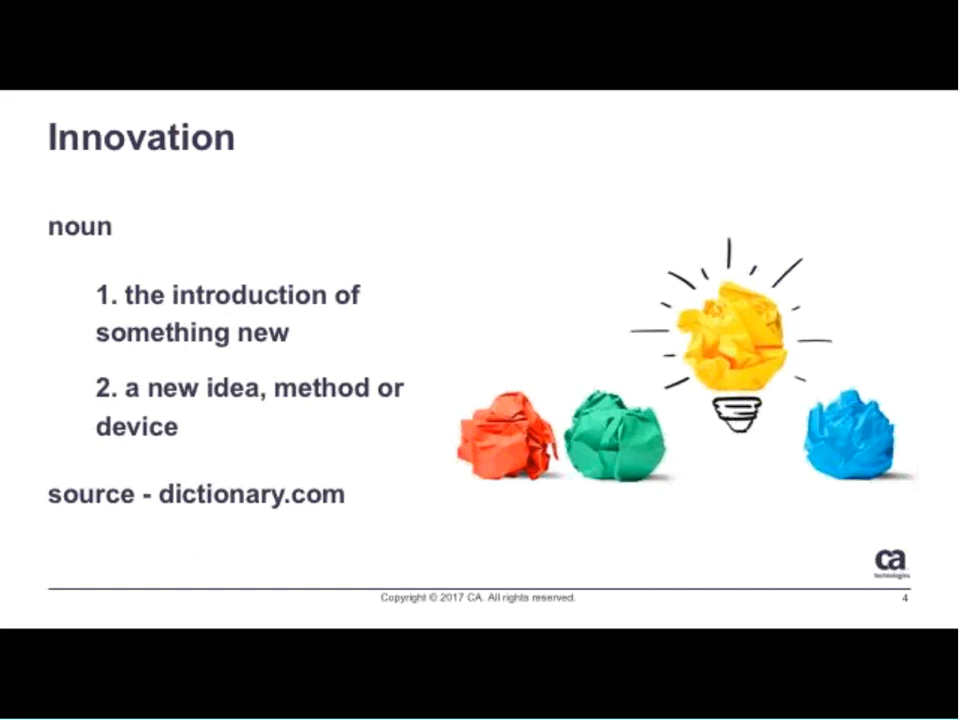 Innovation
noun
1. the introduction of
something new
2. a new idea, method or
device
source - dictionary.com
ca
technologies
Copyright © 2017 CA. All rights reserved.
4